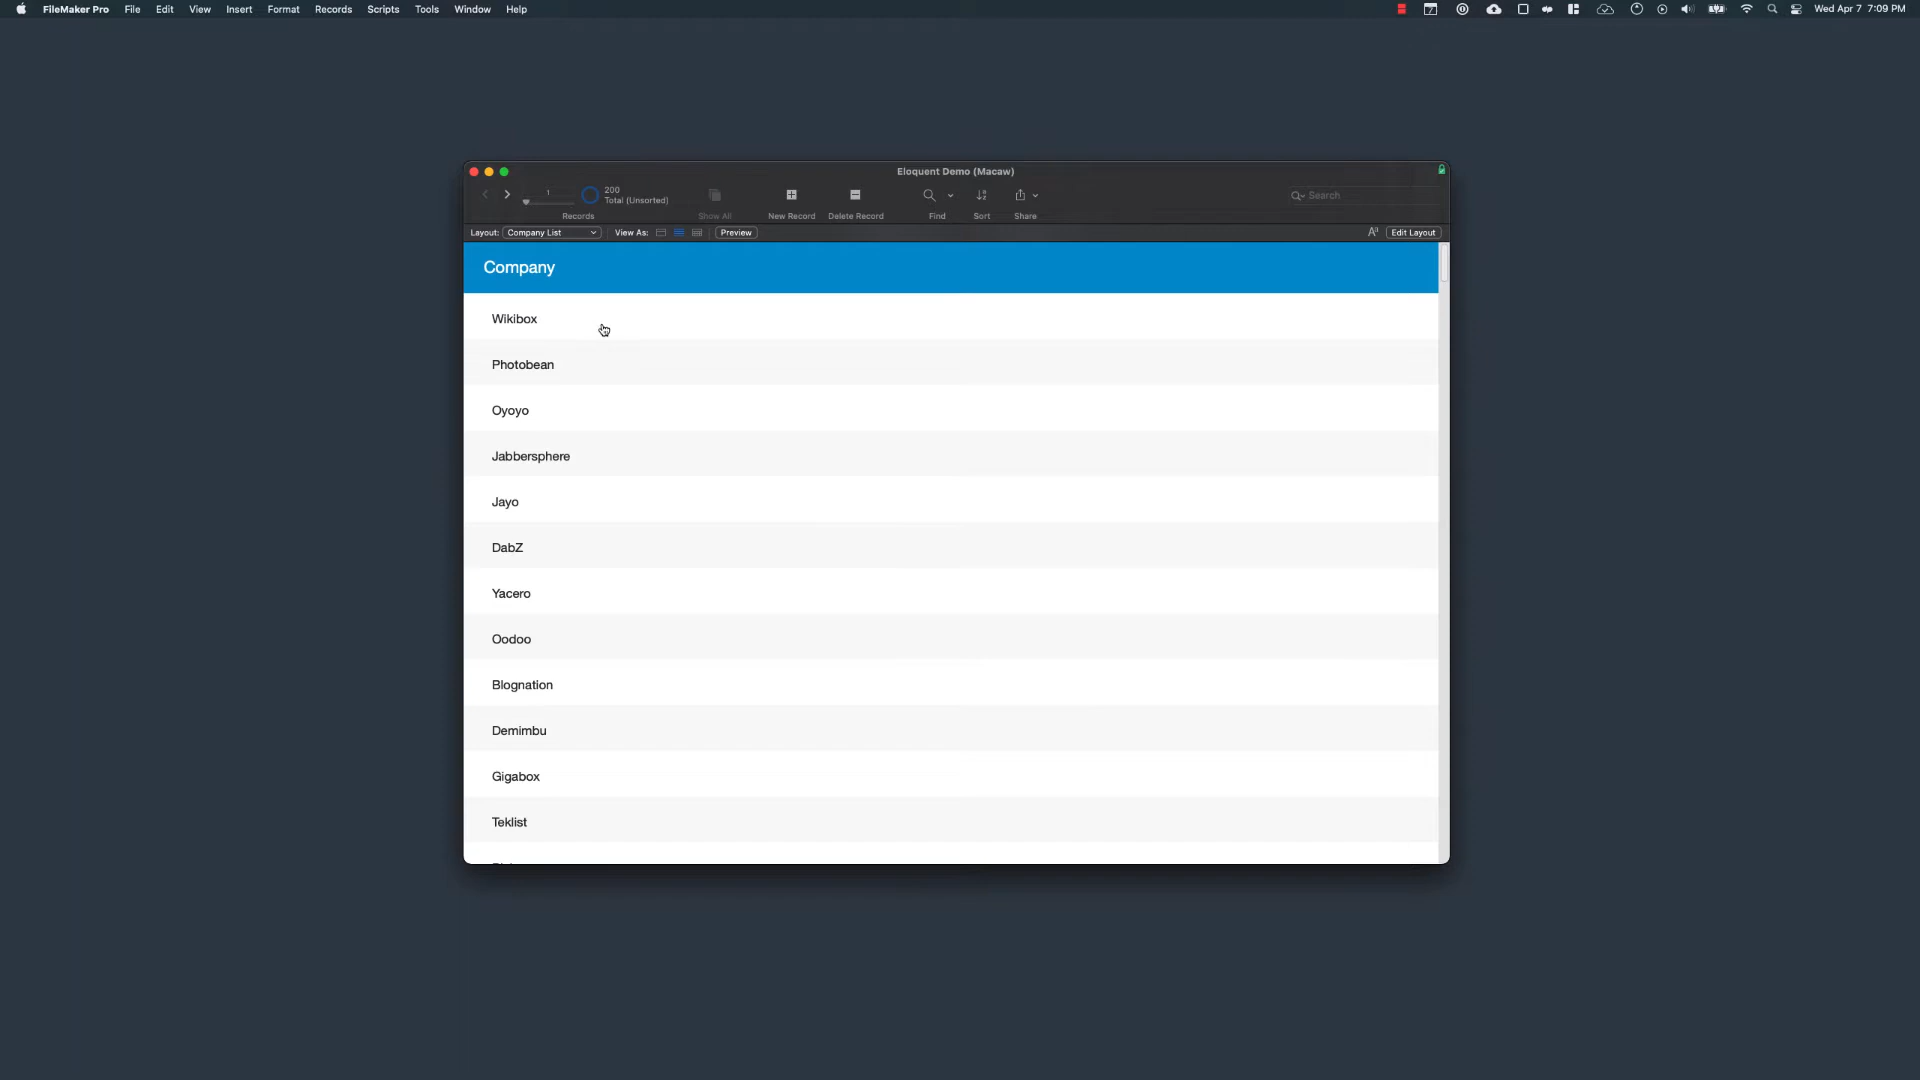 FileMaker Pro File Edit View Insert Format Records Scripts Tools Window Help
Wed Apr 7 7:09 PM
Eloquent Demo (Macaw)
1
200
Total (Unsorted)
Records
Show All
New Record
Delete Record
Find
Sort
Share
Search
Layout: Company List View As: Preview
Edit Layout
Company
Wikibox
Photobean
Oyoyo
Jabbersphere
Jayo
DabZ
Yacero
Oodoo
Blognation
Demimbu
Gigabox
Teklist